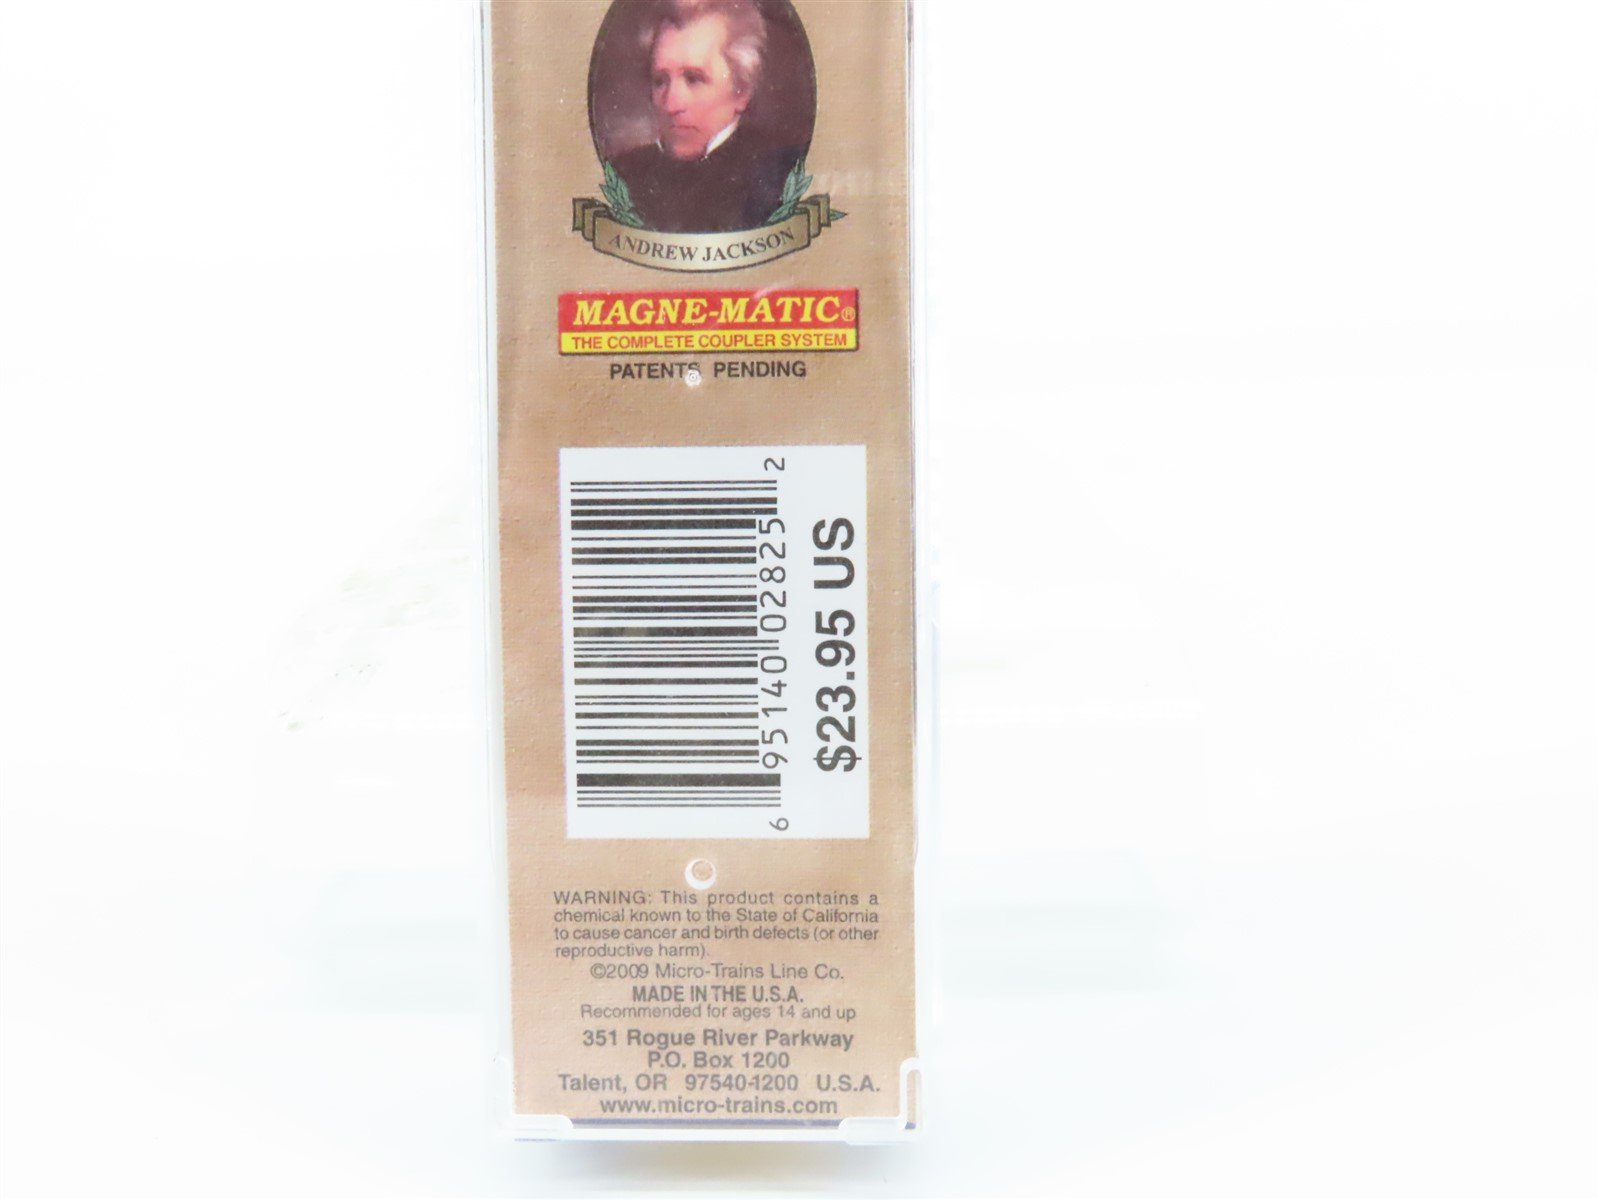 ANDREW JACKSON
MAGNE-MATIC®
THE COMPLETE COUPLER SYSTEM
PATENTS PENDING
6 95140 02825 2
$23.95 US
WARNING: This product contains a
chemical known to the State of California
to cause cancer and birth defects (or other
reproductive harm).
©2009 Micro-Trains Line Co.
MADE IN THE U.S.A.
Recommended for ages 14 and up
351 Rogue River Parkway
P.O. Box 1200
Talent, OR 97540-1200 U.S.A.
www.micro-trains.com